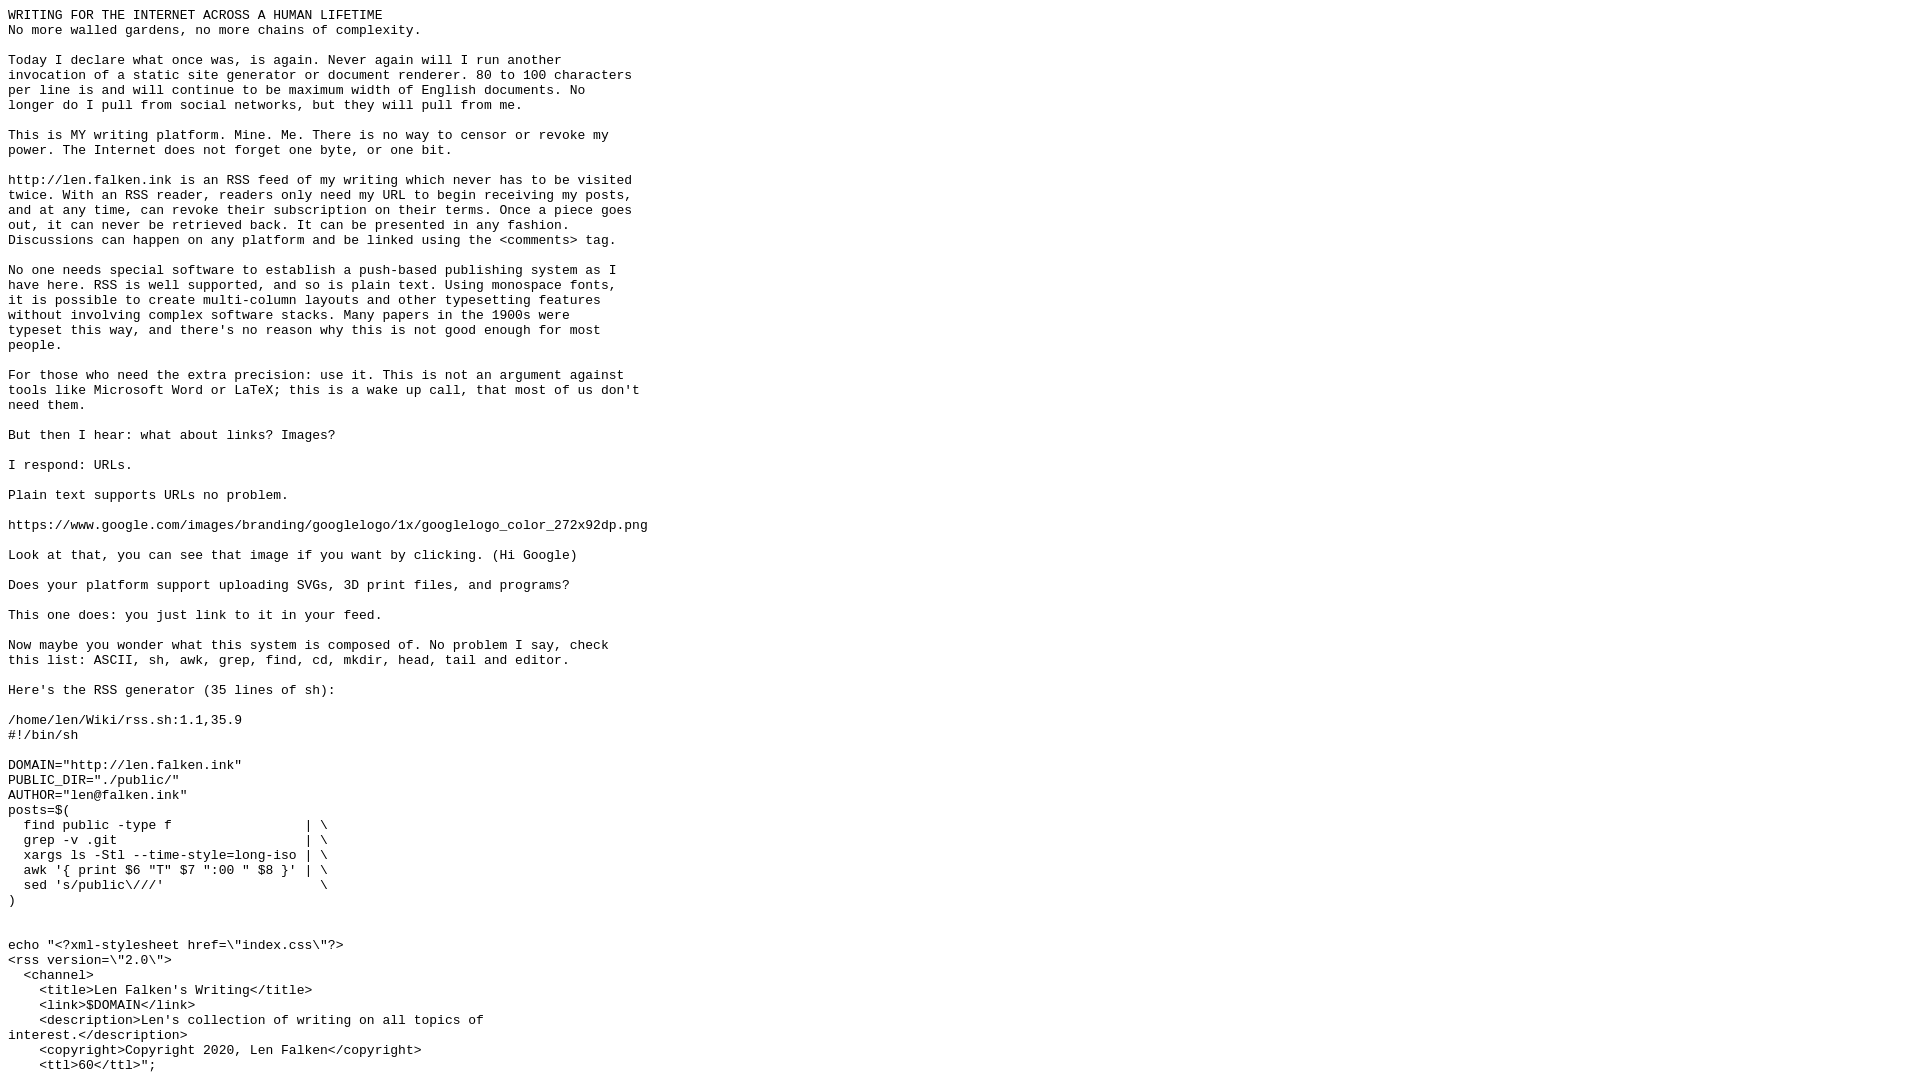 WRITING FOR THE INTERNET ACROSS A HUMAN LIFETIME
No more walled gardens, no more chains of complexity.

Today I declare what once was, is again. Never again will I run another
invocation of a static site generator or document renderer. 80 to 100 characters
per line is and will continue to be maximum width of English documents. No
longer do I pull from social networks, but they will pull from me.

This is MY writing platform. Mine. Me. There is no way to censor or revoke my
power. The Internet does not forget one byte, or one bit.

http://len.falken.ink is an RSS feed of my writing which never has to be visited
twice. With an RSS reader, readers only need my URL to begin receiving my posts,
and at any time, can revoke their subscription on their terms. Once a piece goes
out, it can never be retrieved back. It can be presented in any fashion.
Discussions can happen on any platform and be linked using the <comments> tag.

No one needs special software to establish a push-based publishing system as I
have here. RSS is well supported, and so is plain text. Using monospace fonts,
it is possible to create multi-column layouts and other typesetting features
without involving complex software stacks. Many papers in the 1900s were
typeset this way, and there's no reason why this is not good enough for most
people.

For those who need the extra precision: use it. This is not an argument against
tools like Microsoft Word or LaTeX; this is a wake up call, that most of us don't
need them.

But then I hear: what about links? Images?

I respond: URLs.

Plain text supports URLs no problem.

https://www.google.com/images/branding/googlelogo/1x/googlelogo_color_272x92dp.png

Look at that, you can see that image if you want by clicking. (Hi Google)

Does your platform support uploading SVGs, 3D print files, and programs?

This one does: you just link to it in your feed.

Now maybe you wonder what this system is composed of. No problem I say, check
this list: ASCII, sh, awk, grep, find, cd, mkdir, head, tail and editor.

Here's the RSS generator (35 lines of sh):

/home/len/Wiki/rss.sh:1.1,35.9
#!/bin/sh

DOMAIN="http://len.falken.ink"
PUBLIC_DIR="./public/"
AUTHOR="len@falken.ink"
posts=$(
  find public -type f                 | \
  grep -v .git                        | \
  xargs ls -Stl --time-style=long-iso | \
  awk '{ print $6 "T" $7 ":00 " $8 }' | \
  sed 's/public\///'                    \
)


echo "<?xml-stylesheet href=\"index.css\"?>
<rss version=\"2.0\">
  <channel>
    <title>Len Falken's Writing</title>
    <link>$DOMAIN</link>
    <description>Len's collection of writing on all topics of
interest.</description>
    <copyright>Copyright 2020, Len Falken</copyright>
    <ttl>60</ttl>";